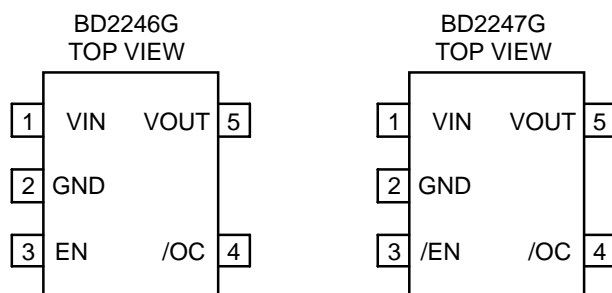 BD2246G
TOP VIEW
1 VIN VOUT 5
2 GND
3 EN /OC 4
BD2247G
TOP VIEW
1 VIN VOUT 5
2 GND
3 /EN /OC 4